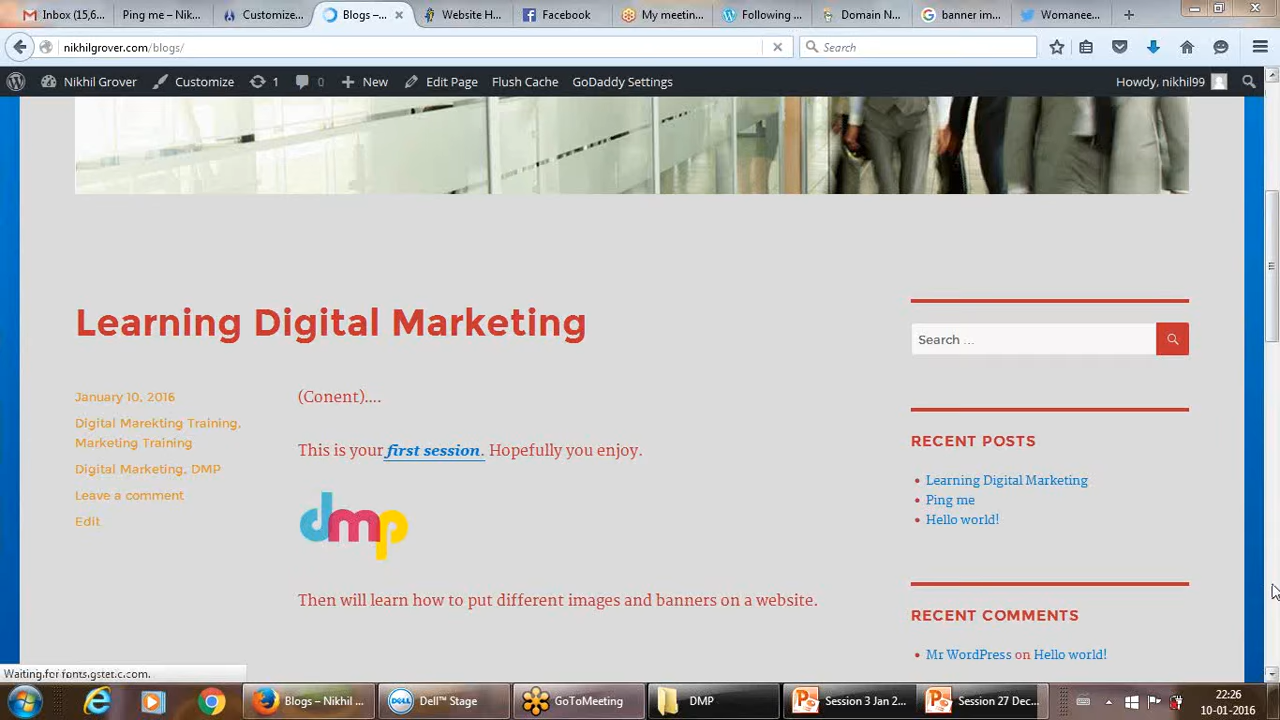 Inbox (15,6...
Ping me – Nik...
Customize...
Blogs –...
Website H...
Facebook
My meetin...
Following ...
Domain N...
banner im...
Womanee...
nikhilgrover.com/blogs/
Search
Nikhil Grover
Customize
1
0
New
Edit Page
Flush Cache
GoDaddy Settings
Howdy, nikhil99
Learning Digital Marketing
January 10, 2016
Digital Marekting Training,
Marketing Training
Digital Marketing, DMP
Leave a comment
Edit
(Conent)....
This is your first session. Hopefully you enjoy.
dmp
Then will learn how to put different images and banners on a website.
Search …
RECENT POSTS
Learning Digital Marketing
Ping me
Hello world!
RECENT COMMENTS
Mr WordPress on Hello world!
Waiting for fonts.gstatic.com...
Blogs – Nikhil ...
Dell™ Stage
GoToMeeting
DMP
Session 3 Jan 2...
Session 27 Dec...
22:26
10-01-2016